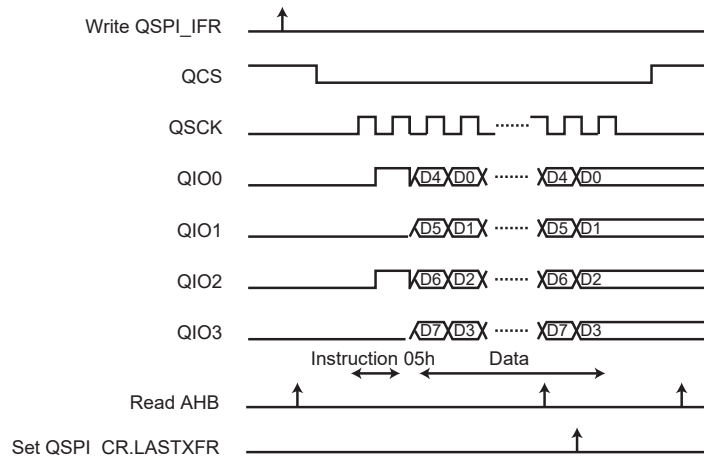 Write QSPI_IFR
QCS
QSCK
QIO0 D4 D0 D4 D0
QIO1 D5 D1 D5 D1
QIO2 D6 D2 D6 D2
QIO3 D7 D3 D7 D3
Instruction 05h Data
Read AHB
Set QSPI_CR.LASTXFR